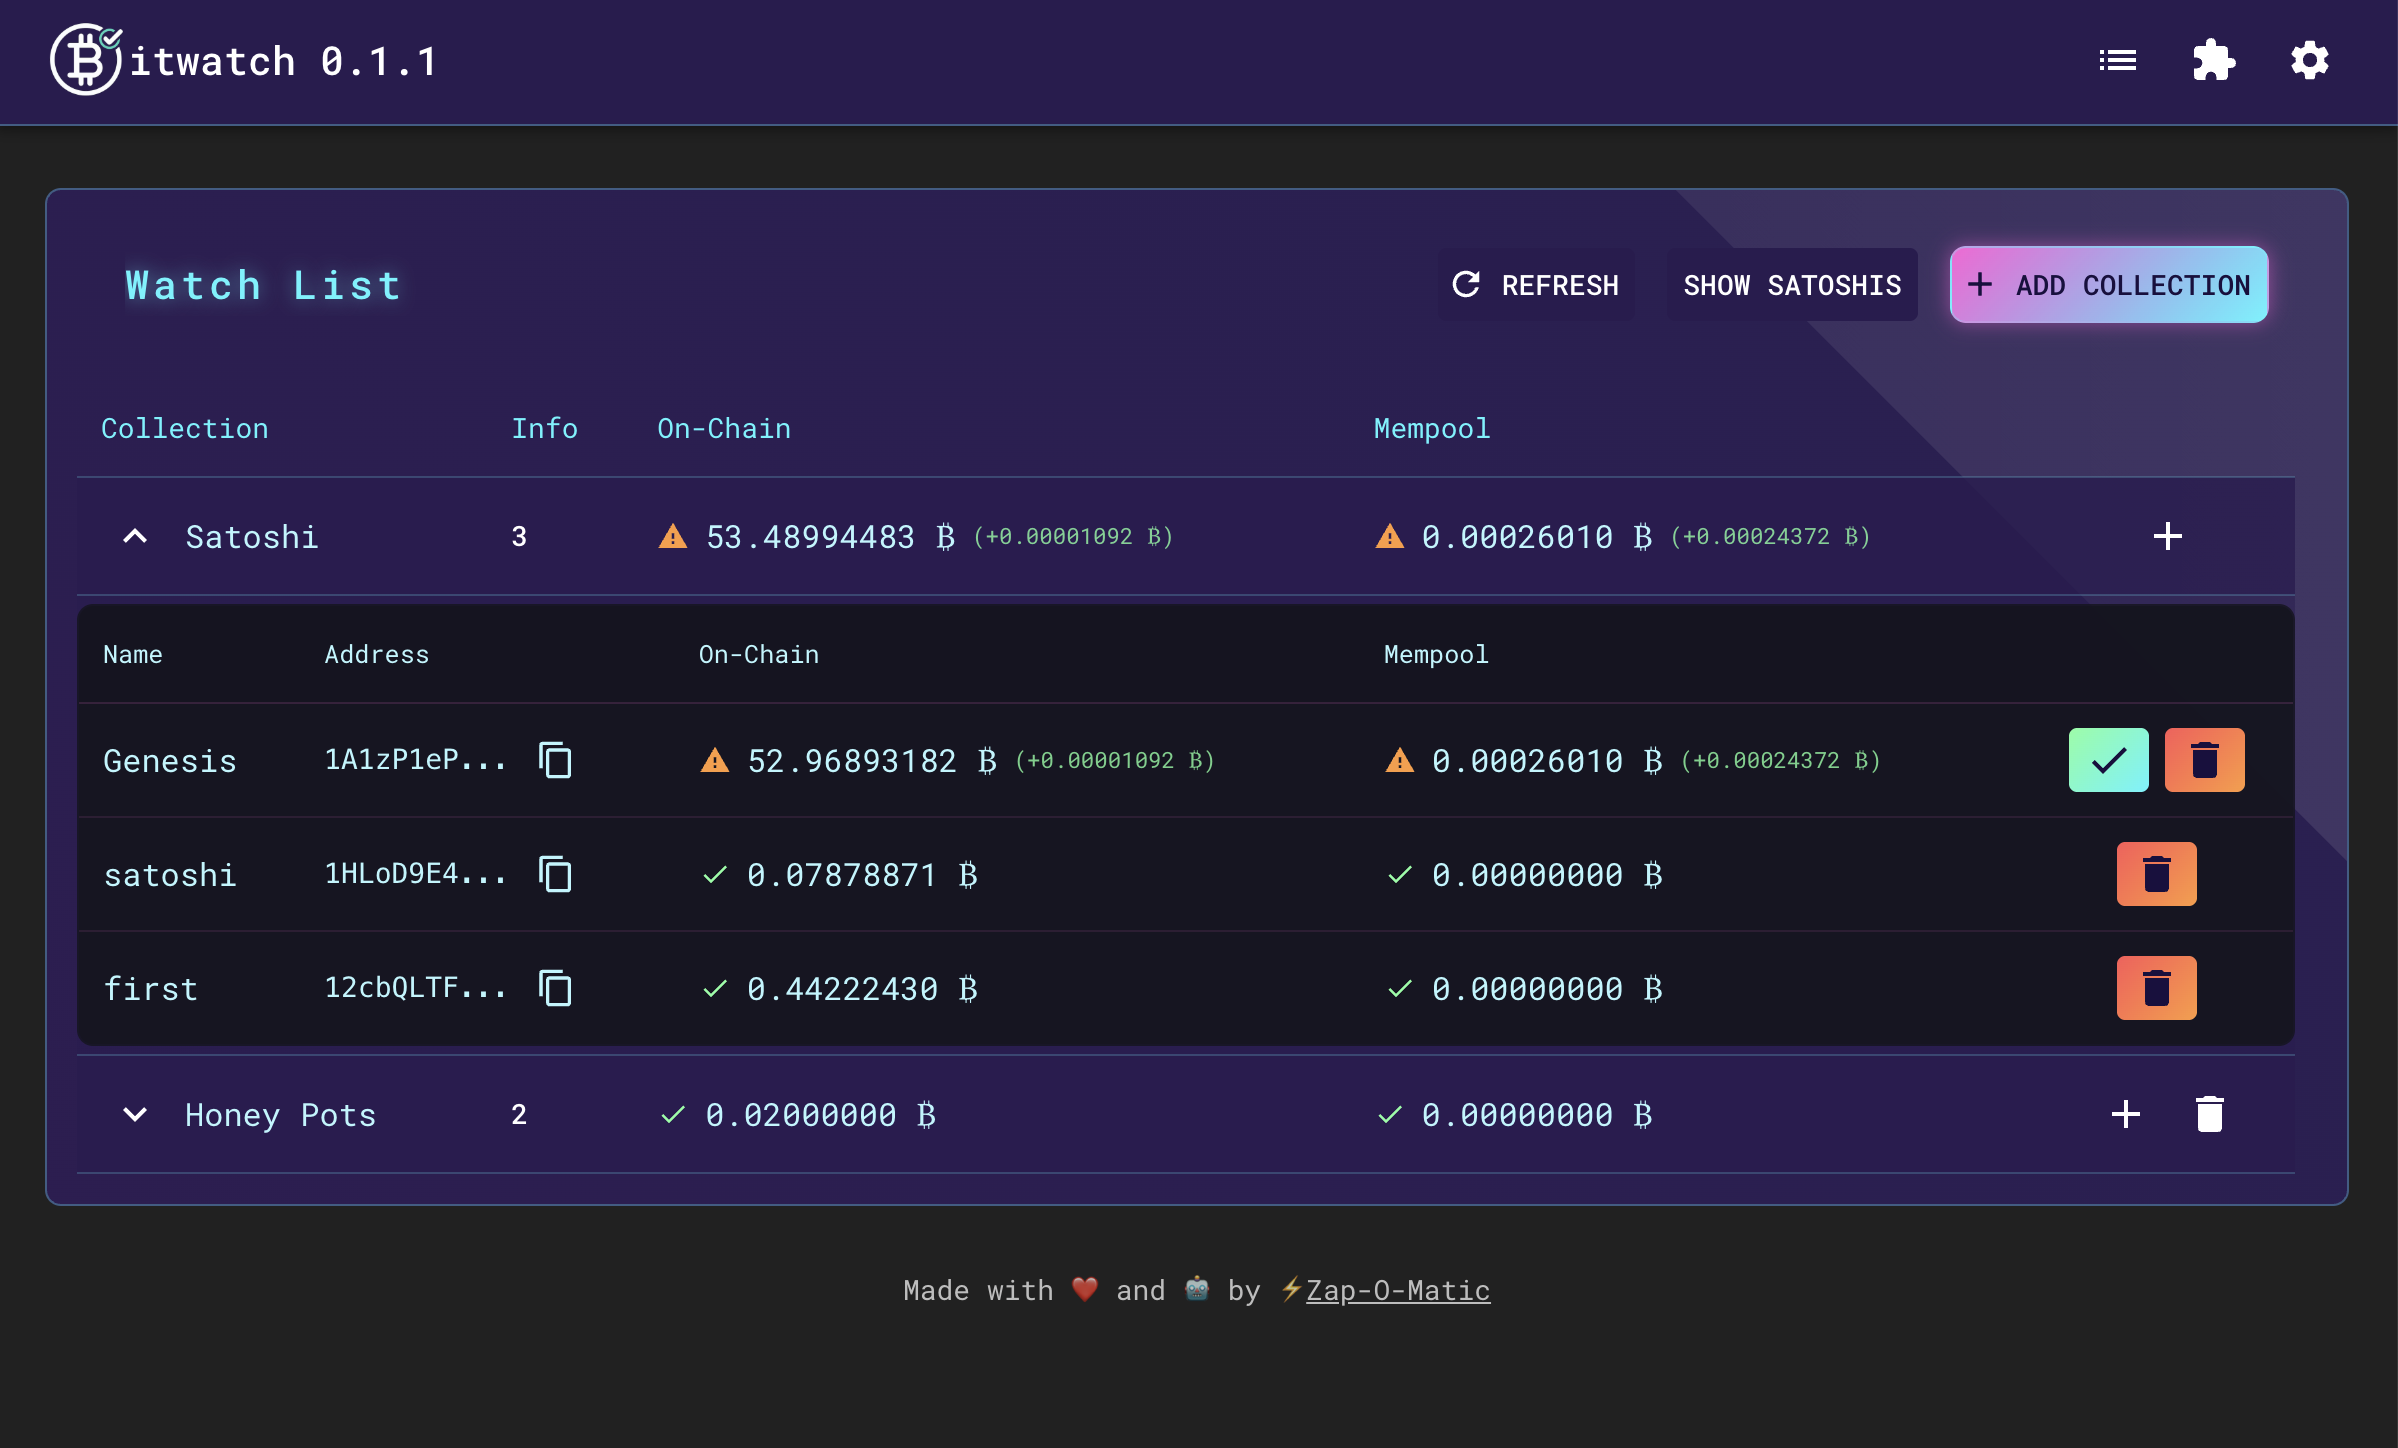 Bitwatch 0.1.1
Watch List
REFRESH
SHOW SATOSHIS
+ ADD COLLECTION
Collection Info On-Chain Mempool
Satoshi 3 53.48994483 ₿ (+0.00001092 ₿) 0.00026010 ₿ (+0.00024372 ₿)
Name Address On-Chain Mempool
Genesis 1A1zP1eP... 52.96893182 ₿ (+0.00001092 ₿) 0.00026010 ₿ (+0.00024372 ₿)
satoshi 1HLoD9E4... 0.07878871 ₿ 0.00000000 ₿
first 12cbQLTF... 0.44222430 ₿ 0.00000000 ₿
Honey Pots 2 0.02000000 ₿ 0.00000000 ₿
Made with ❤️ and 🤖 by ⚡Zap-O-Matic